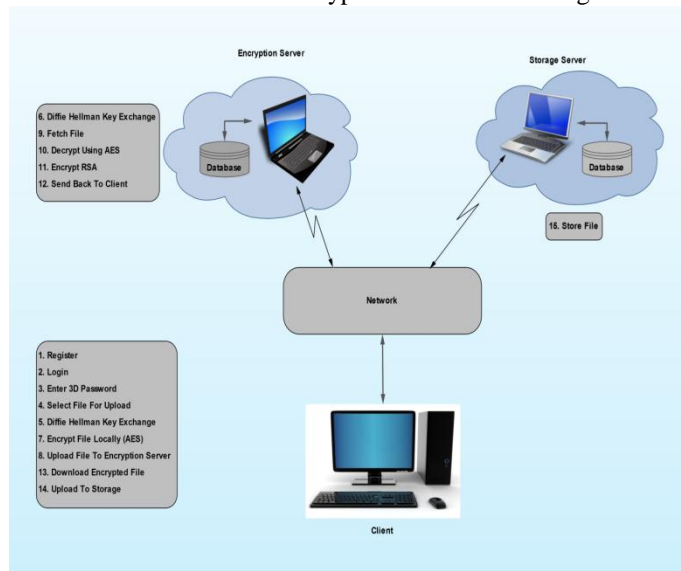 Encryption Server
Storage Server
6. Diffie Hellman Key Exchange
9. Fetch File
10. Decrypt Using AES
11. Encrypt RSA
12. Send Back To Client
Database
Database
15. Store File
Network
1. Register
2. Login
3. Enter 3D Password
4. Select File For Upload
5. Diffie Hellman Key Exchange
7. Encrypt File Locally (AES)
8. Upload File To Encryption Server
13. Download Encrypted File
14. Upload To Storage
Client